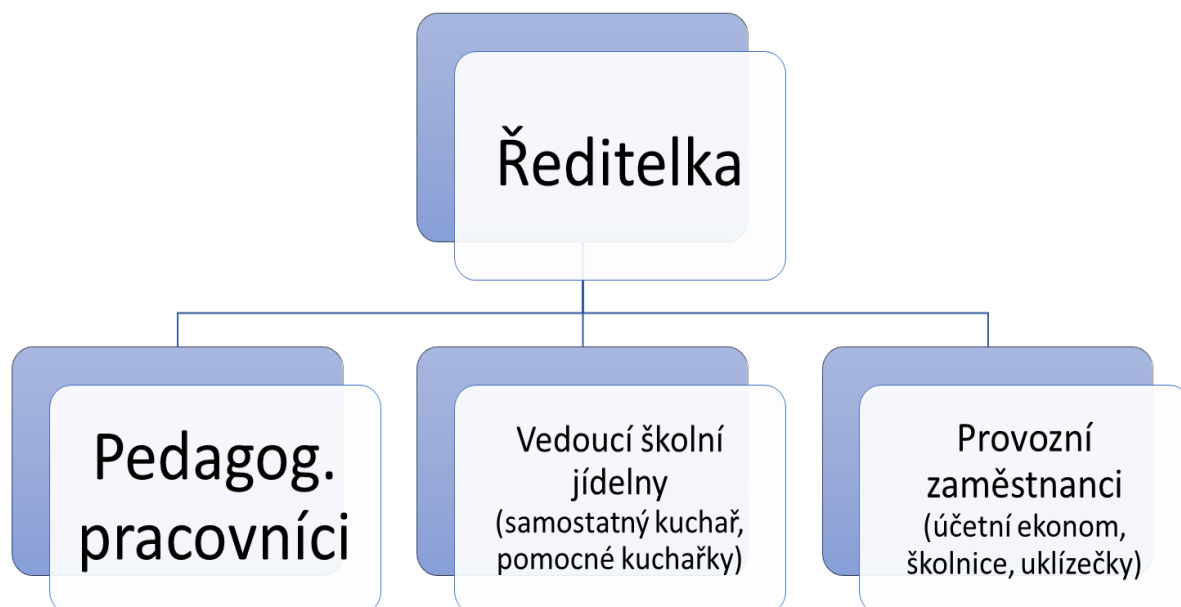 Ředitelka
Pedagog.
pracovníci
Vedoucí školní
jídelny
(samostatný kuchař,
pomocné kuchařky)
Provozní
zaměstnanci
(účetní ekonom,
školnice, uklízečky)